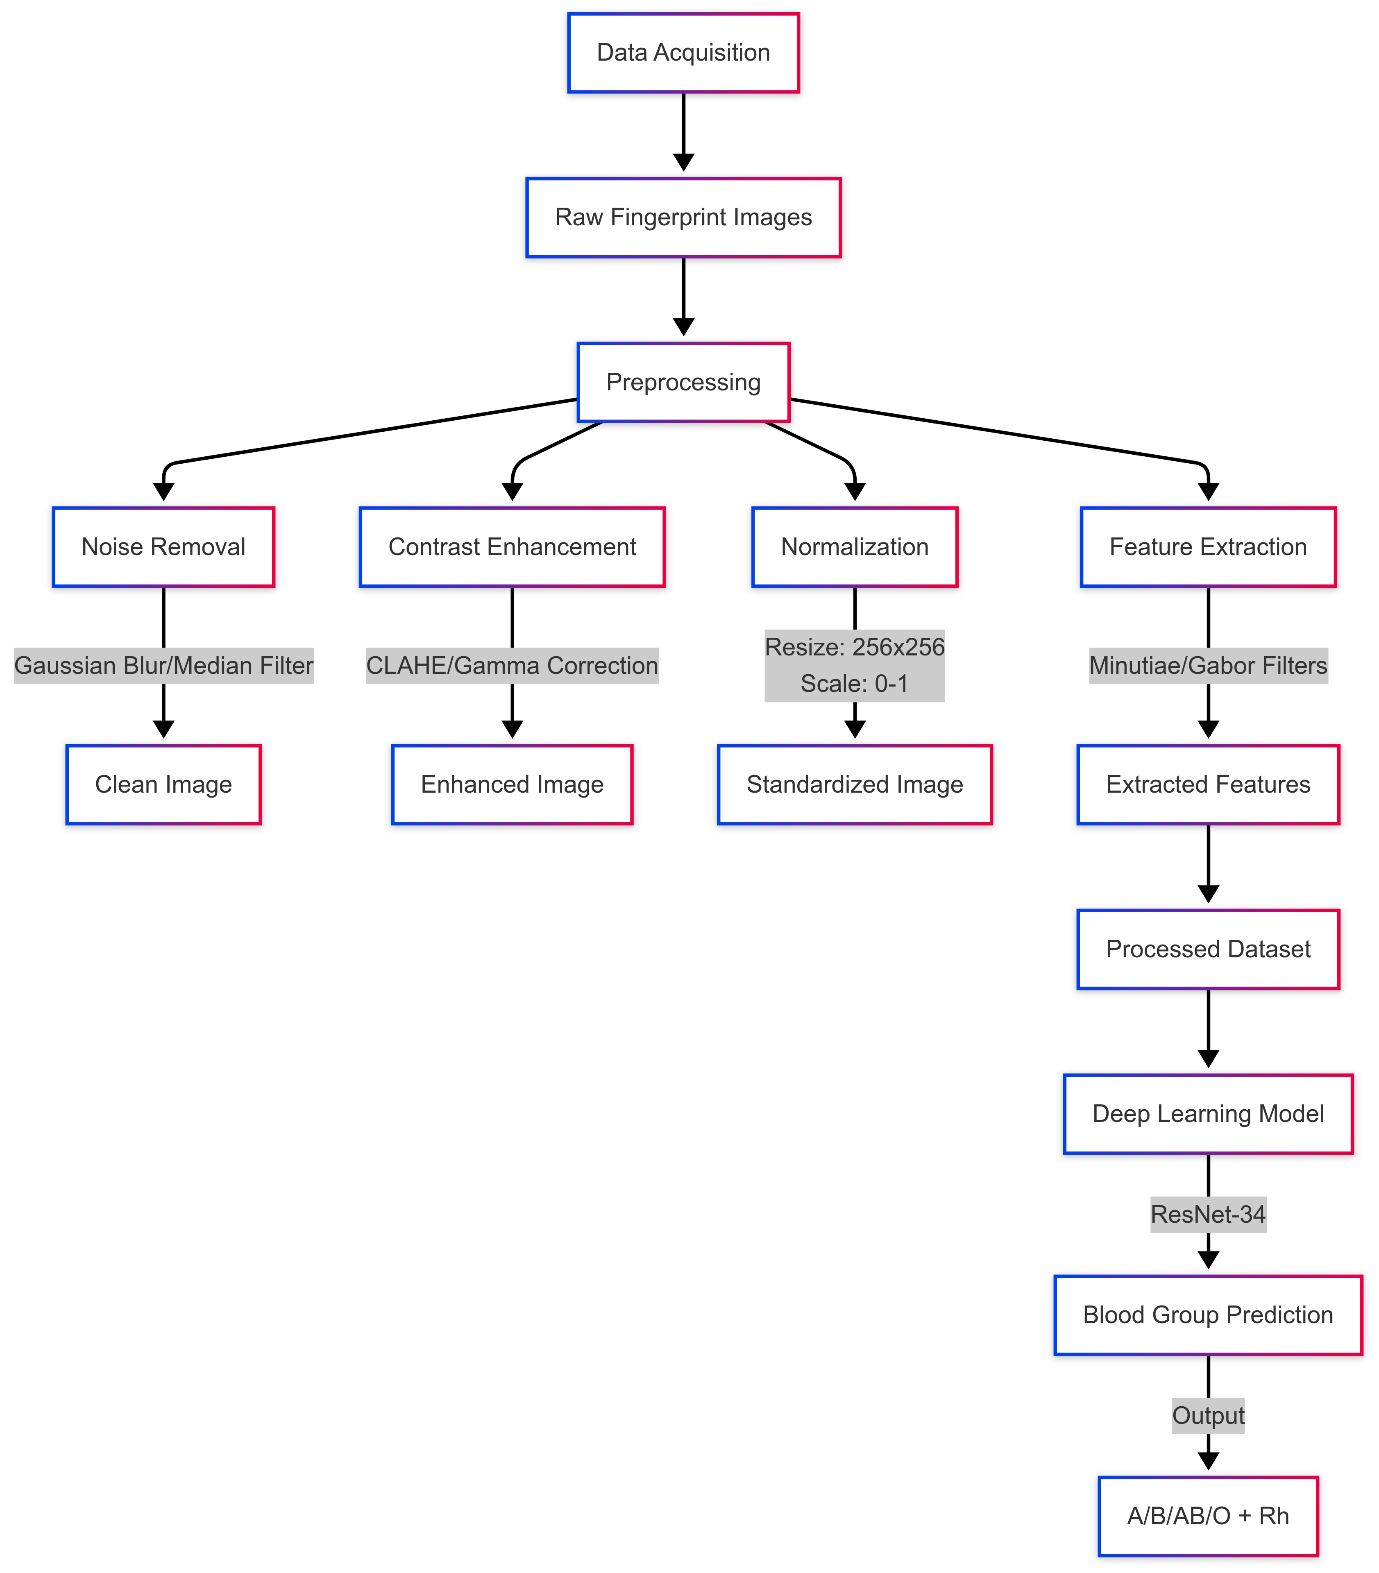 Data Acquisition
Raw Fingerprint Images
Preprocessing
Noise Removal
Contrast Enhancement
Normalization
Feature Extraction
Gaussian Blur/Median Filter
CLAHE/Gamma Correction
Resize: 256x256
Scale: 0-1
Minutiae/Gabor Filters
Clean Image
Enhanced Image
Standardized Image
Extracted Features
Processed Dataset
Deep Learning Model
ResNet-34
Blood Group Prediction
Output
A/B/AB/O + Rh